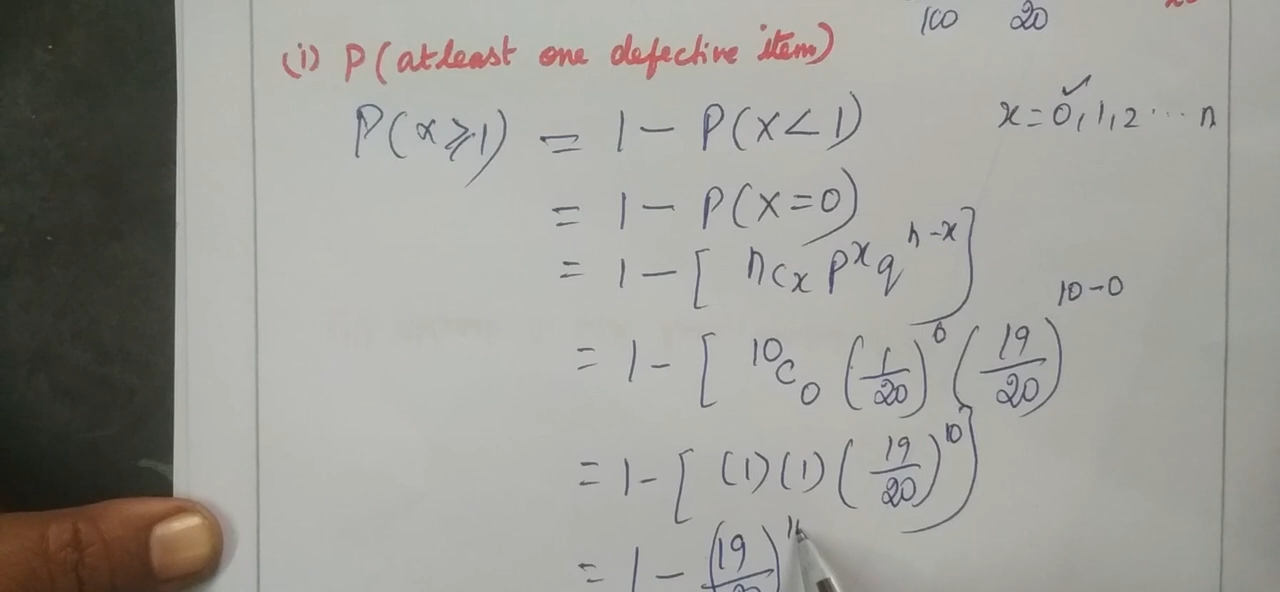 100 20
(i) P(atleast one defective item)
P(x≥1) = 1 - P(X<1) x=0,1,2...n
= 1 - P(X=0)
= 1 - [ nCx p^x q^n-x ]
= 1 - [ 10C0 (1/20)^0 (19/20)^10-0
= 1 - [ (1)(1) (19/20)^10 ]
= 1 - (19/20)